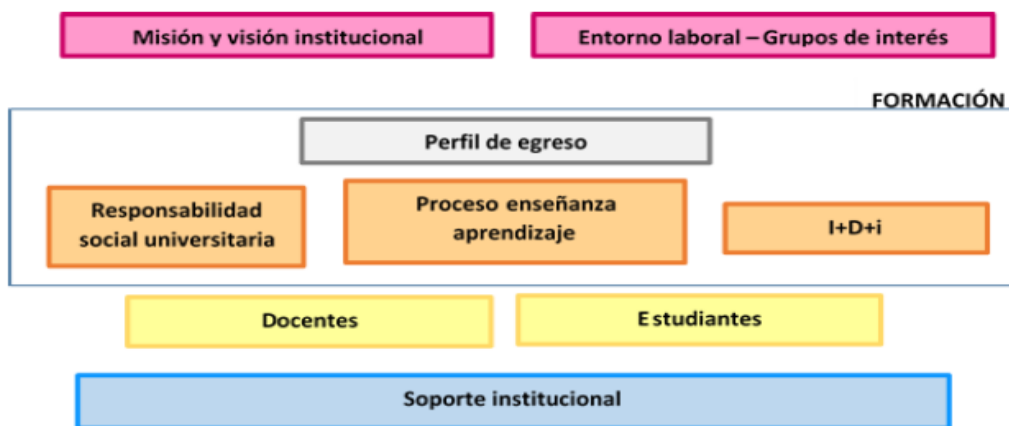 Misión y visión institucional
Entorno laboral – Grupos de interés
FORMACIÓN
Perfil de egreso
Responsabilidad
social universitaria
Proceso enseñanza
aprendizaje
I+D+i
Docentes
Estudiantes
Soporte institucional